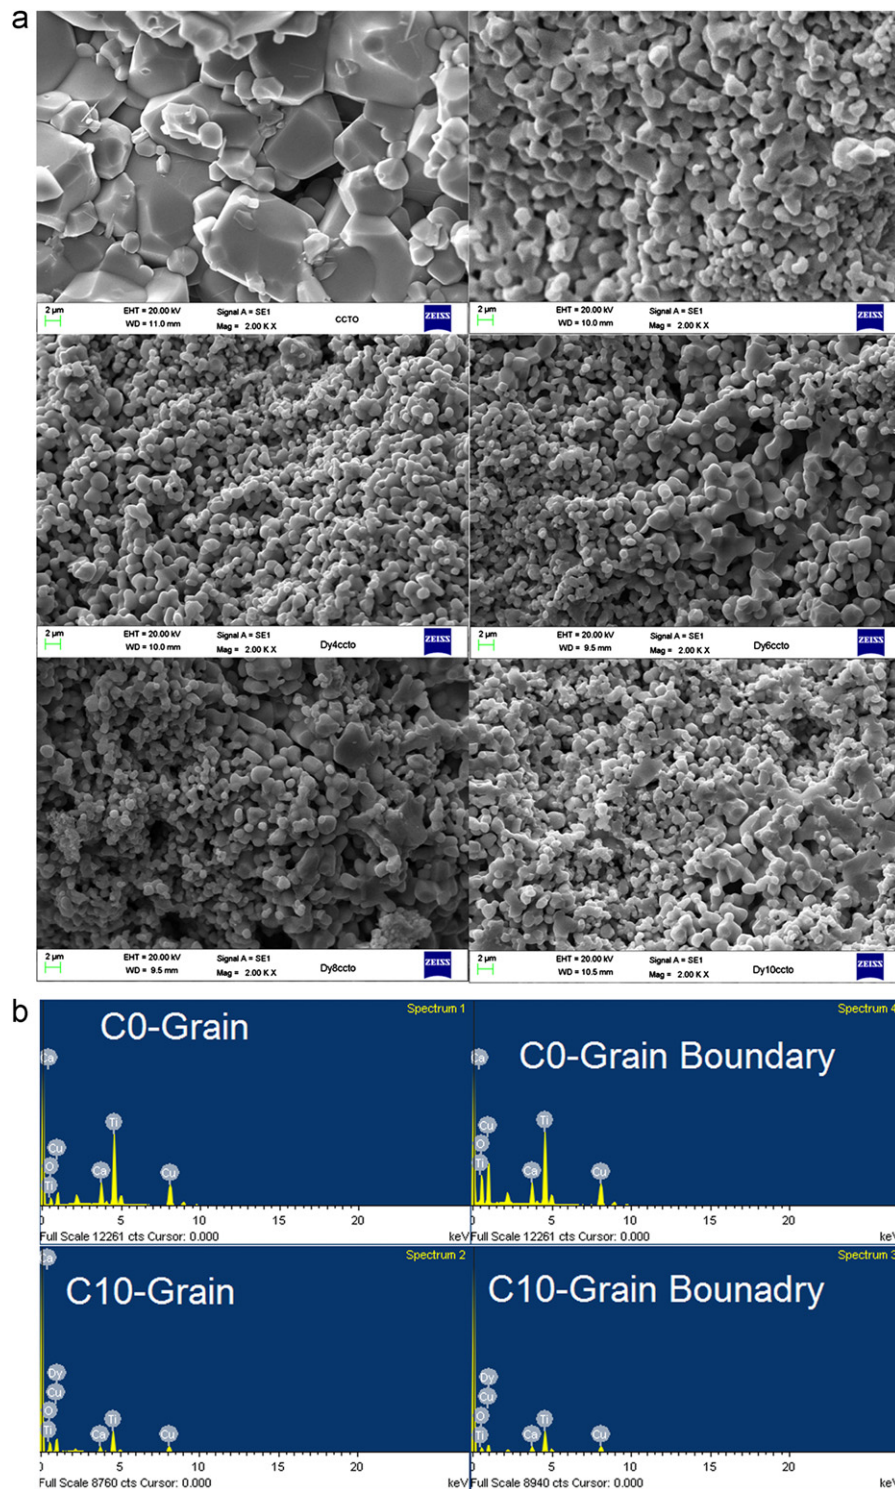 a
2 µm
EHT = 20.00 kV
Signal A = SE1
WD = 11.0 mm
Mag = 2.00 K X
CCTO
ZEISS
2 µm
EHT = 20.00 kV
Signal A = SE1
WD = 10.0 mm
Mag = 2.00 K X
ZEISS
2 µm
EHT = 20.00 kV
Signal A = SE1
WD = 10.0 mm
Mag = 2.00 K X
Dy4ccto
ZEISS
2 µm
EHT = 20.00 kV
Signal A = SE1
WD = 9.5 mm
Mag = 2.00 K X
Dy6ccto
ZEISS
2 µm
EHT = 20.00 kV
Signal A = SE1
WD = 9.5 mm
Mag = 2.00 K X
Dy8ccto
ZEISS
2 µm
EHT = 20.00 kV
Signal A = SE1
WD = 10.5 mm
Mag = 2.00 K X
Dy10ccto
ZEISS
b
Spectrum 1
C0-Grain
Ca
Ti
Cu
O
Ca
Cu
Ti
0 5 10 15 20
Full Scale 12261 cts Cursor: 0.000
keV
Spectrum 4
C0-Grain Boundary
Ca
Ti
Cu
O
Ti
Ca
Cu
0 5 10 15 20
Full Scale 12261 cts Cursor: 0.000
keV
Spectrum 2
Ca
C10-Grain
Dy
Cu
O
Ti
Ti
Ca
Cu
0 5 10 15 20
Full Scale 8760 cts Cursor: 0.000
keV
Spectrum 3
C10-Grain Bounadry
Dy
Cu
O
Ti
Ti
Ca
Cu
0 5 10 15 20
Full Scale 8940 cts Cursor: 0.000
keV